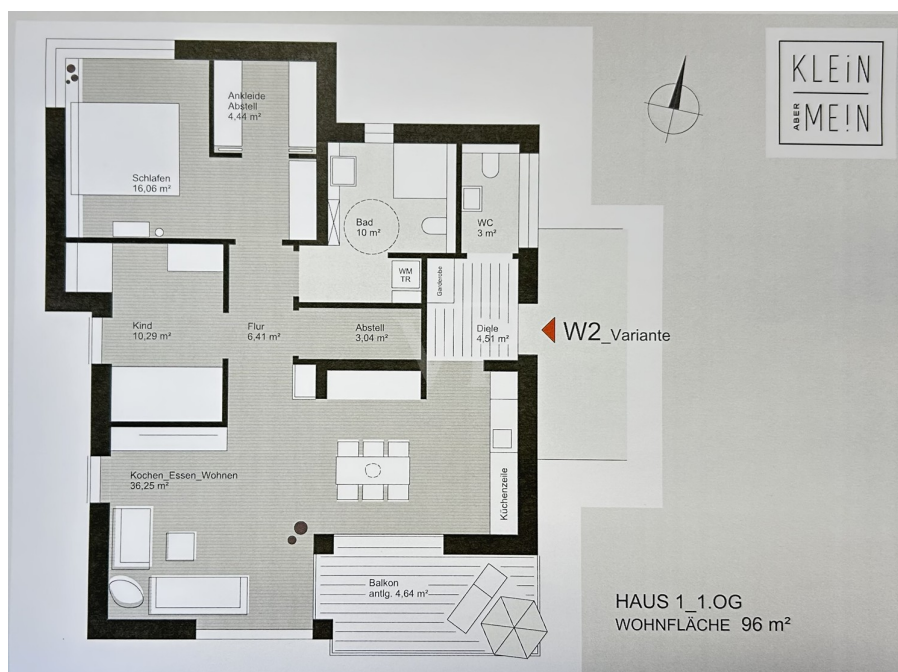 KLEiN
ABER
ME!N
Ankleide
Abstell
4,44 m²
Schlafen
16,06 m²
Bad
10 m²
WC
3 m²
WM
TR
Garderobe
Kind
10,29 m²
Flur
6,41 m²
Abstell
3,04 m²
Diele
4,51 m²
W2_Variante
Kochen_Essen_Wohnen
36,25 m²
Küchenzeile
Balkon
antlg. 4,64 m²
HAUS 1_1.OG
WOHNFLÄCHE 96 m²